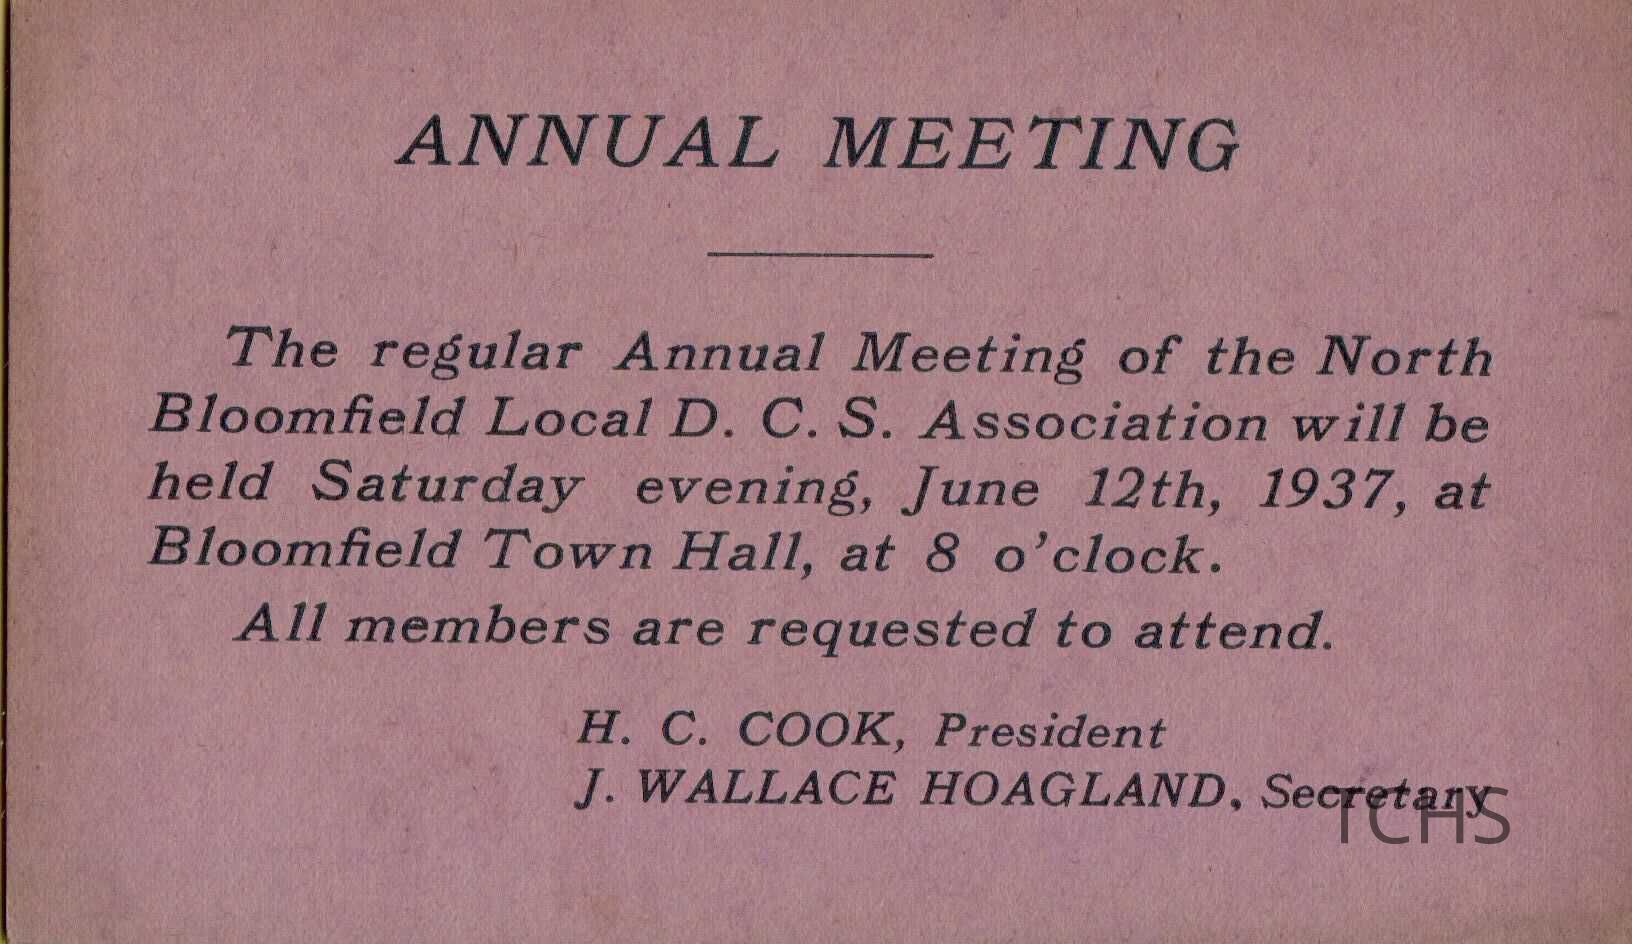 ANNUAL MEETING
The regular Annual Meeting of the North
Bloomfield Local D. C. S. Association will be
held Saturday evening, June 12th, 1937, at
Bloomfield Town Hall, at 8 o'clock.
All members are requested to attend.
H. C. COOK, President
J. WALLACE HOAGLAND, Secretary
TCHS